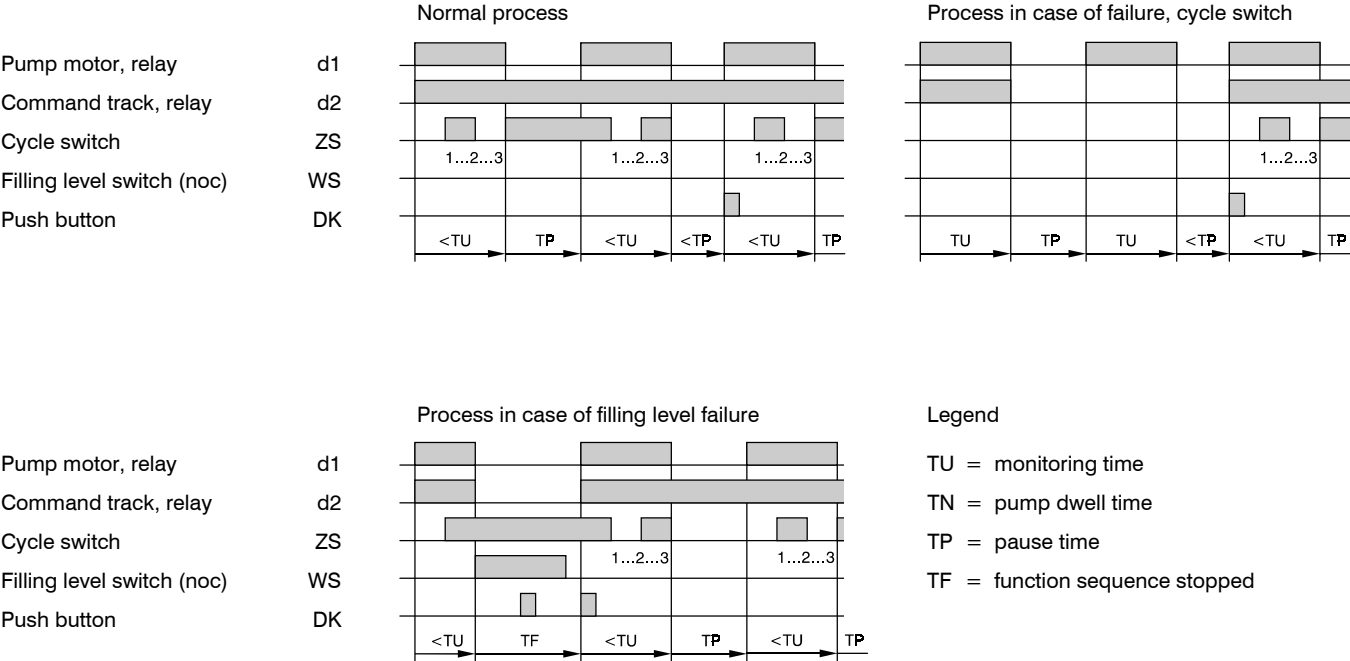 Normal process
Process in case of failure, cycle switch
Pump motor, relay d1
Command track, relay d2
Cycle switch ZS
1...2...3 1...2...3 1...2...3 1...2...3
Filling level switch (noc) WS
Push button DK
<TU TP <TU <TP <TU TP TU TP TU <TP <TU TP
Process in case of filling level failure
Legend
Pump motor, relay d1
TU = monitoring time
Command track, relay d2
TN = pump dwell time
Cycle switch ZS
TP = pause time
1...2...3 1...2...3
Filling level switch (noc) WS
TF = function sequence stopped
Push button DK
<TU TF <TU TP <TU TP